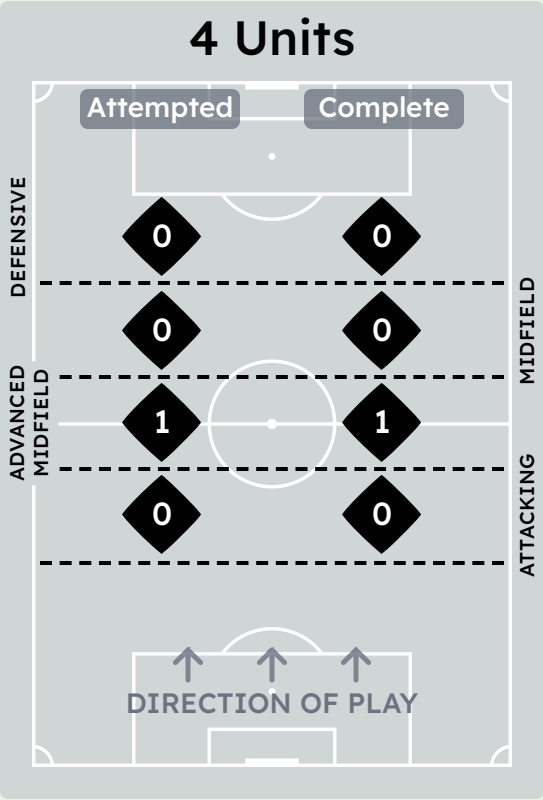 4 Units
Attempted
Complete
DEFENSIVE
0
0
MIDFIELD
0
0
ADVANCED
MIDFIELD
1
1
ATTACKING
0
0
DIRECTION OF PLAY